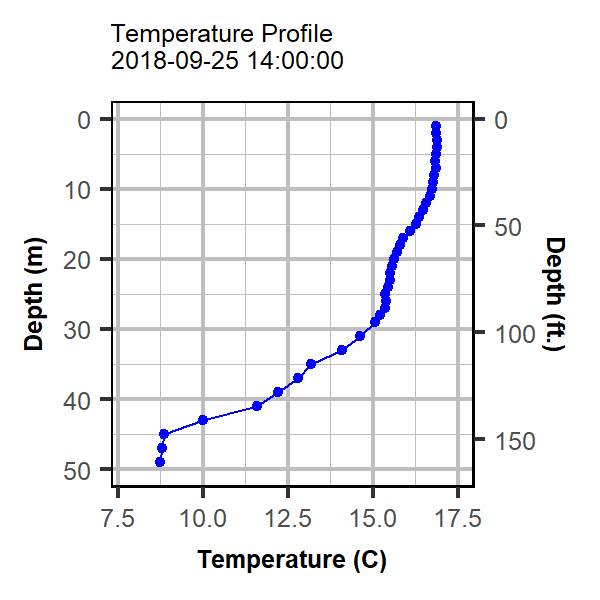 Temperature Profile
2018-09-25 14:00:00
0
10
20
30
40
50
Depth (m)
0
50
100
150
Depth (ft.)
7.5 10.0 12.5 15.0 17.5
Temperature (C)